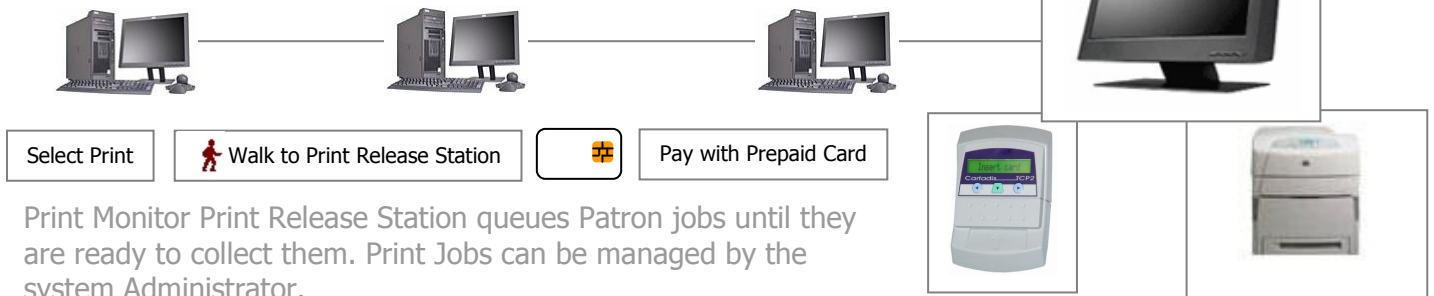 Select Print
Walk to Print Release Station
Pay with Prepaid Card
Insert card
Cartadis TCP2
Print Monitor Print Release Station queues Patron jobs until they
are ready to collect them. Print Jobs can be managed by the
system Administrator.